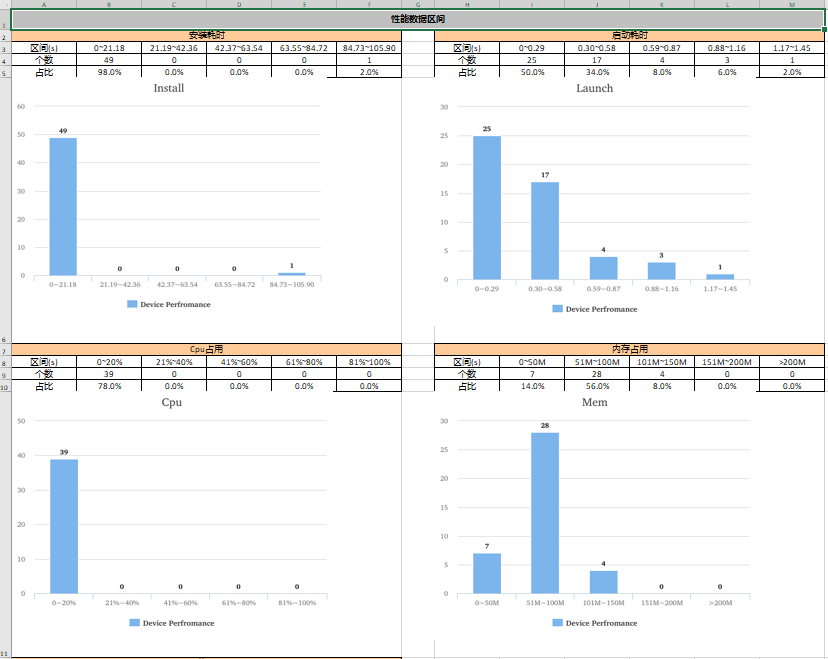 A B C D E F G H I J K L M
1 性能数据区间
2 安装耗时 启动耗时
3 区间(s) 0~21.18 21.19~42.36 42.37~63.54 63.55~84.72 84.73~105.90 区间(s) 0~0.29 0.30~0.58 0.59~0.87 0.88~1.16 1.17~1.45
4 个数 49 0 0 0 1 个数 25 17 4 3 1
5 占比 98.0% 0.0% 0.0% 0.0% 2.0% 占比 50.0% 34.0% 8.0% 6.0% 2.0%
Install
60
50
40
30
20
10
0
49 0 0 0 1
0~21.18 21.19~42.36 42.37~63.54 63.55~84.72 84.73~105.90
Device Perfromance
Launch
30
25
20
15
10
5
0
25 17 4 3 1
0~0.29 0.30~0.58 0.59~0.87 0.88~1.16 1.17~1.45
Device Perfromance
6
7 Cpu占用 内存占用
8 区间(s) 0~20% 21%~40% 41%~60% 61%~80% 81%~100% 区间(s) 0~50M 51M~100M 101M~150M 151M~200M >200M
9 个数 39 0 0 0 0 个数 7 28 4 0 0
10 占比 78.0% 0.0% 0.0% 0.0% 0.0% 占比 14.0% 56.0% 8.0% 0.0% 0.0%
Cpu
50
40
30
20
10
0
39 0 0 0 0
0~20% 21%~40% 41%~60% 61%~80% 81%~100%
Device Perfromance
Mem
30
25
20
15
10
5
0
7 28 4 0 0
0~50M 51M~100M 101M~150M 151M~200M >200M
Device Perfromance
11